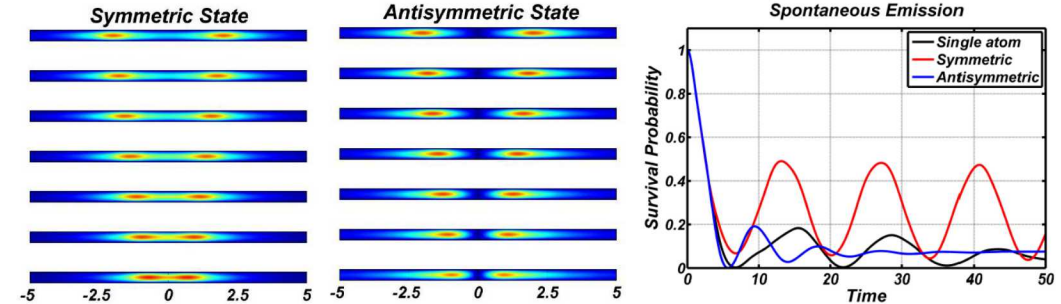 Symmetric State
-5 -2.5 0 2.5 5
Antisymmetric State
-5 -2.5 0 2.5 5
Spontaneous Emission
Survival Probability
1
0.8
0.6
0.4
0.2
0
Single atom
Symmetric
Antisymmetric
0 10 20 30 40 50
Time